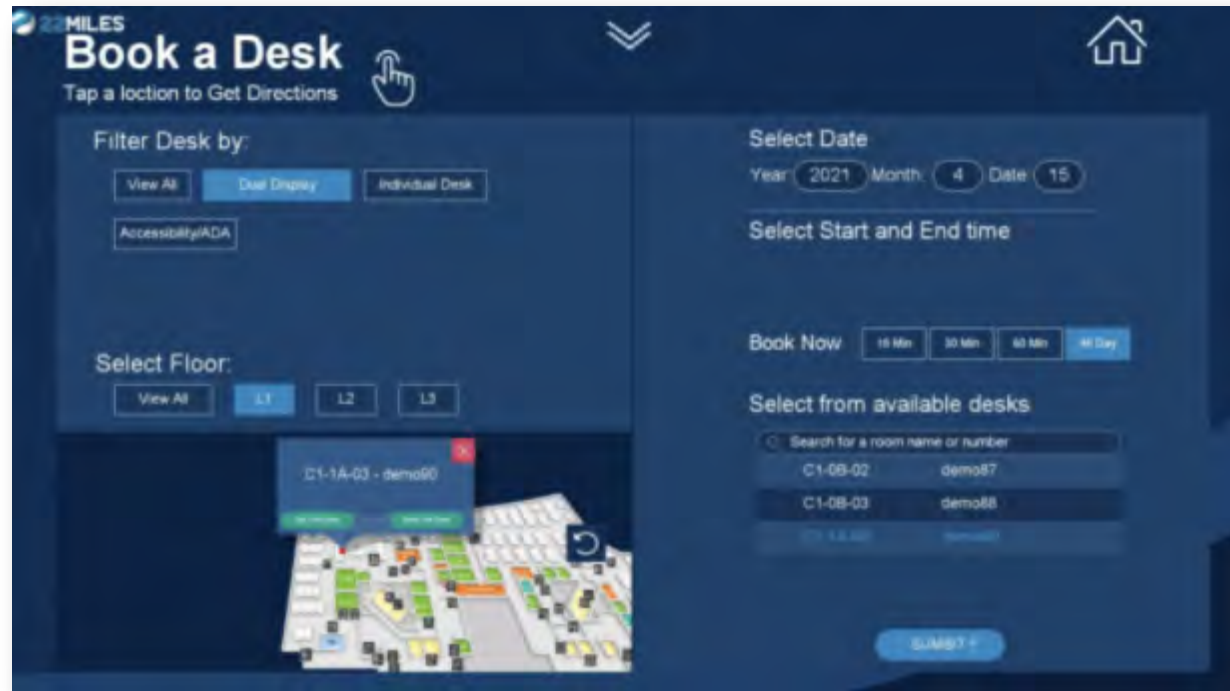 22MILES
Book a Desk
Tap a loction to Get Directions
Filter Desk by:
View All
Dual Display
Individual Desk
Accessibility/ADA
Select Floor:
View All
L1
L2
L3
C1-1A-03 - demo90
Select Date
Year 2021 Month: 4 Date 15
Select Start and End time
Book Now 15 Min 30 Min 60 Min All Day
Select from available desks
Search for a room name or number
C1-0B-02 demo87
C1-0B-03 demo88